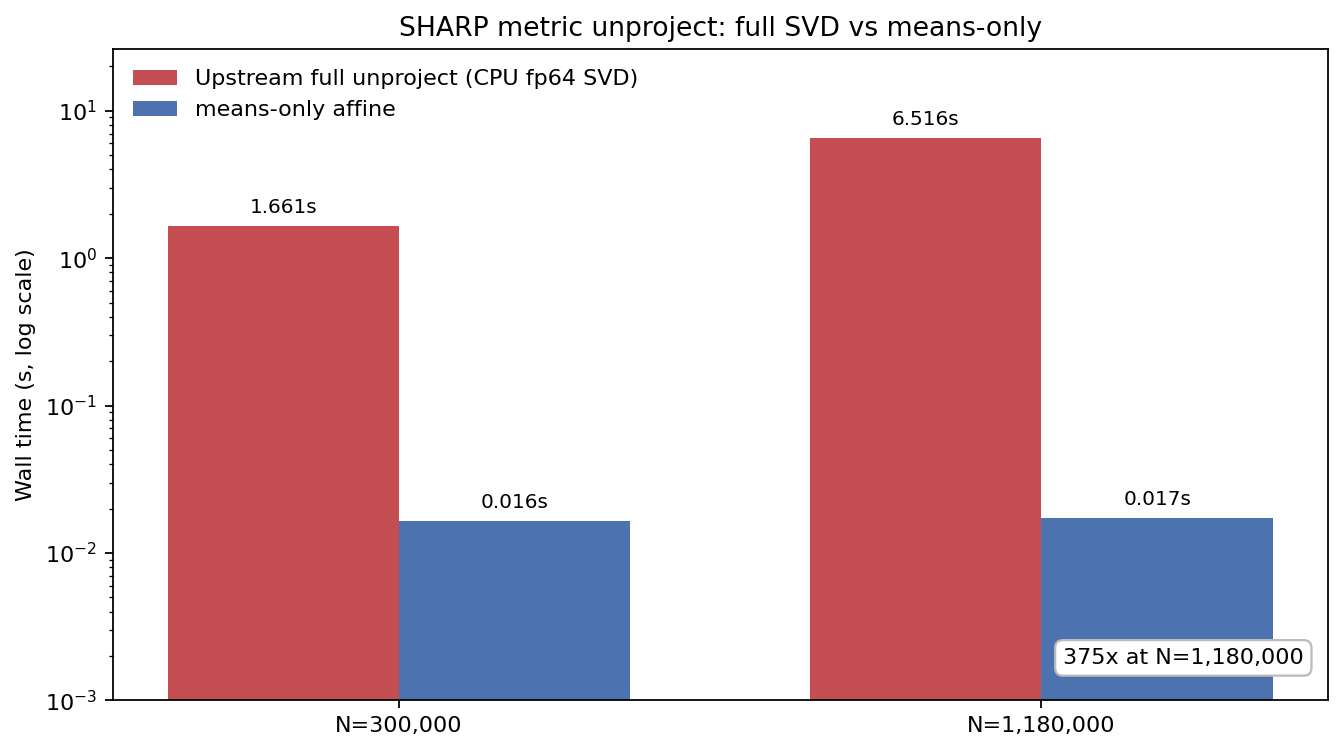 SHARP metric unproject: full SVD vs means-only
Upstream full unproject (CPU fp64 SVD)
means-only affine
Wall time (s, log scale)
10¹
10⁰
10⁻¹
10⁻²
10⁻³
1.661s
0.016s
6.516s
0.017s
375x at N=1,180,000
N=300,000
N=1,180,000